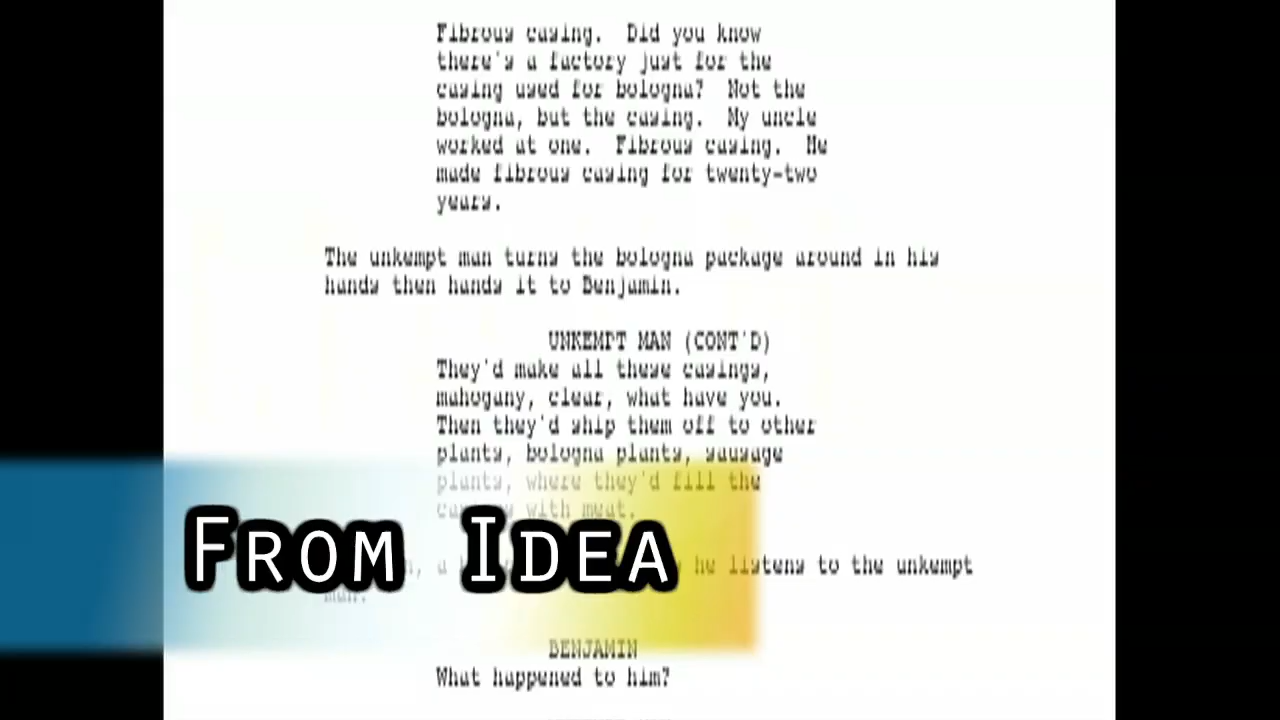 Fibrous casing. Did you know
there's a factory just for the
casing used for bologna? Not the
bologna, but the casing. My uncle
worked at one. Fibrous casing. He
made fibrous casing for twenty-two
years.
The unkempt man turns the bologna package around in his
hands then hands it to Benjamin.
UNKEMPT MAN (CONT'D)
They'd make all these casings,
mahogany, clear, what have you.
Then they'd ship them off to other
plants, bologna plants, sausage
plants, where they'd fill the
casings with meat.
From Idea
he listens to the unkempt
man.
BENJAMIN
What happened to him?